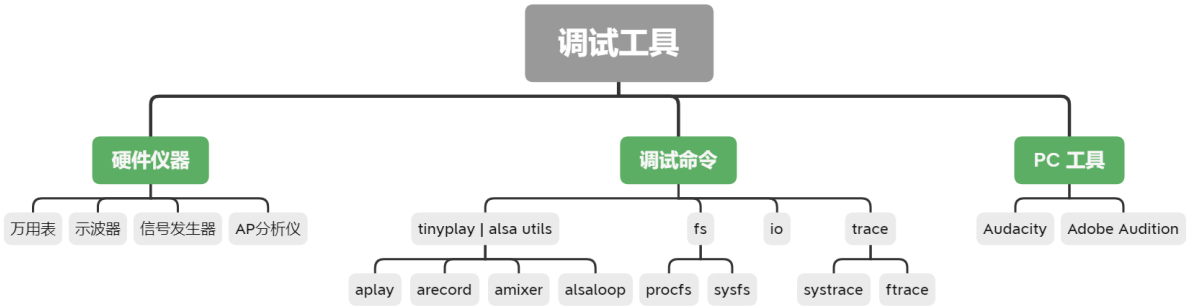 调试工具
硬件仪器
调试命令
PC 工具
万用表
示波器
信号发生器
AP分析仪
tinyplay | alsa utils
fs
io
trace
Audacity
Adobe Audition
aplay
arecord
amixer
alsaloop
procfs
sysfs
systrace
ftrace